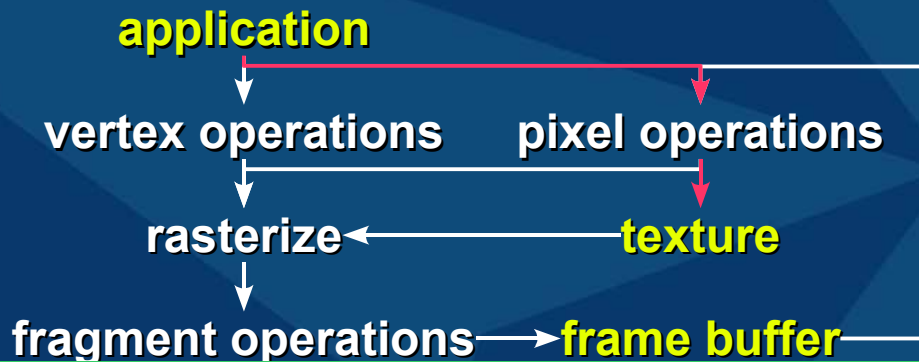 application
vertex operations pixel operations
rasterize texture
fragment operations frame buffer